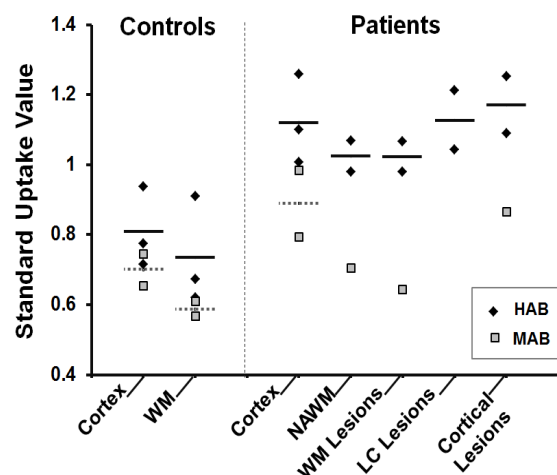 Controls
Patients
Standard Uptake Value
1.4
1.2
1
0.8
0.6
0.4
HAB
MAB
Cortex
WM
Cortex
NAWM
WM Lesions
LC Lesions
Cortical
Lesions